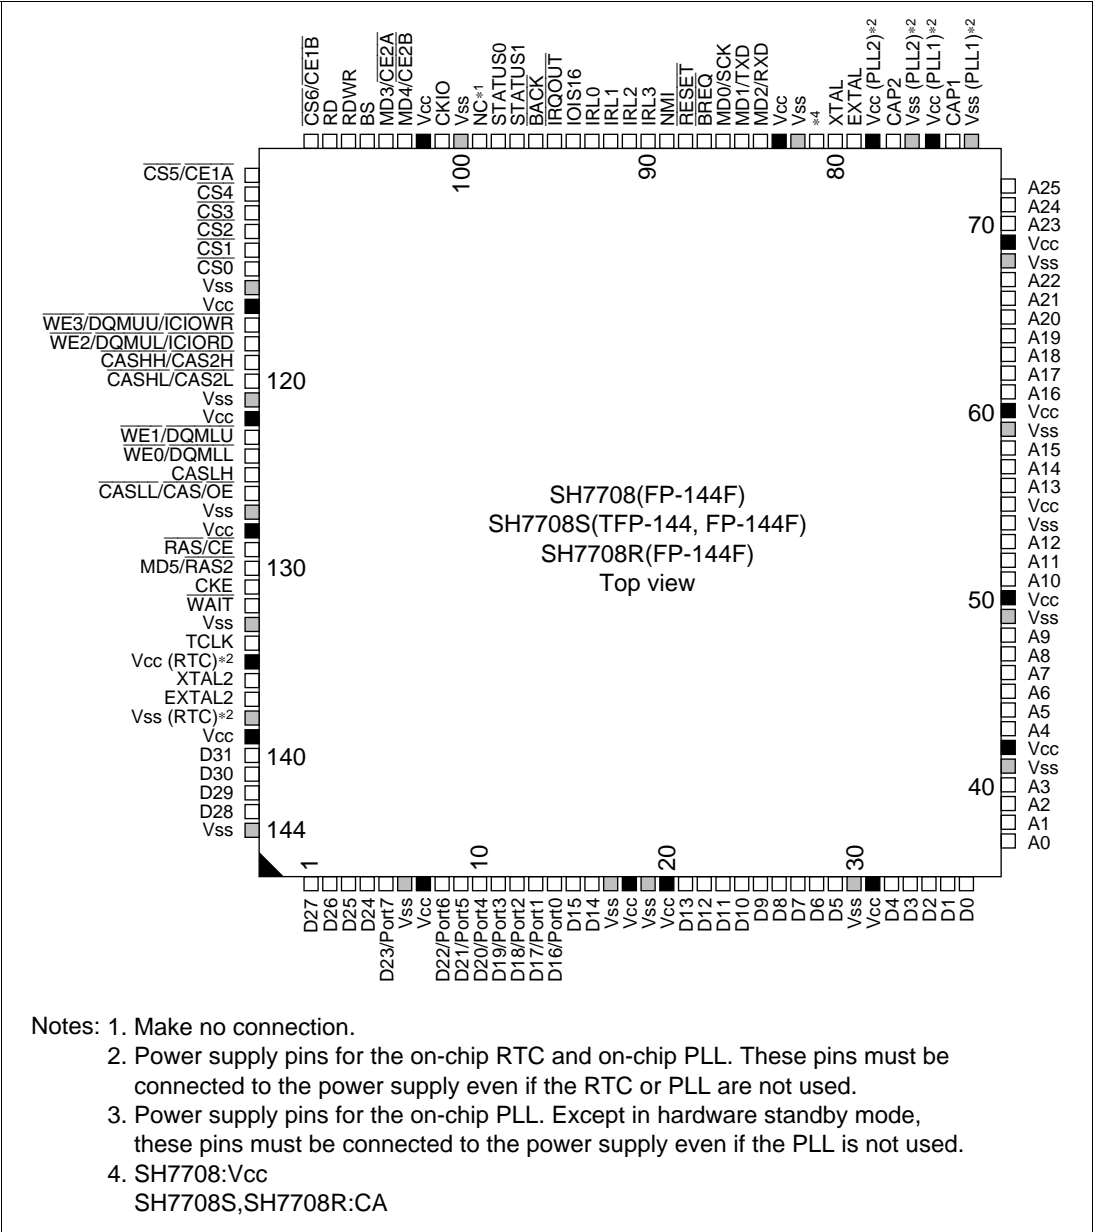 CS6/CE1B
RD
RDWR
BS
MD3/CE2A
MD4/CE2B
Vcc
CKIO
Vss
NC*1
STATUS0
STATUS1
BACK
IRQOUT
IOIS16
IRL0
IRL1
IRL2
IRL3
NMI
RESET
BREQ
MD0/SCK
MD1/TXD
MD2/RXD
Vcc
Vss
*4
XTAL
EXTAL
Vcc (PLL2)*2
CAP2
Vss (PLL2)*2
Vcc (PLL1)*2
CAP1
Vss (PLL1)*2
100
90
80
CS5/CE1A
CS4
CS3
CS2
CS1
CS0
Vss
Vcc
WE3/DQMUU/ICIOWR
WE2/DQMUL/ICIORD
CASHH/CAS2H
CASHL/CAS2L
Vss
Vcc
WE1/DQMLU
WE0/DQMLL
CASLH
CASLL/CAS/OE
Vss
Vcc
RAS/CE
MD5/RAS2
CKE
WAIT
Vss
TCLK
Vcc (RTC)*2
XTAL2
EXTAL2
Vss (RTC)*2
Vcc
D31
D30
D29
D28
Vss
120
130
140
144
SH7708(FP-144F)
SH7708S(TFP-144, FP-144F)
SH7708R(FP-144F)
Top view
70
60
50
40
A25
A24
A23
Vcc
Vss
A22
A21
A20
A19
A18
A17
A16
Vcc
Vss
A15
A14
A13
Vcc
Vss
A12
A11
A10
Vcc
Vss
A9
A8
A7
A6
A5
A4
Vcc
Vss
A3
A2
A1
A0
1
10
20
30
D27
D26
D25
D24
D23/Port7
Vss
Vcc
D22/Port6
D21/Port5
D20/Port4
D19/Port3
D18/Port2
D17/Port1
D16/Port0
D15
D14
Vss
Vcc
Vss
Vcc
D13
D12
D11
D10
D9
D8
D7
D6
D5
Vss
Vcc
D4
D3
D2
D1
D0
Notes: 1. Make no connection.
2. Power supply pins for the on-chip RTC and on-chip PLL. These pins must be
connected to the power supply even if the RTC or PLL are not used.
3. Power supply pins for the on-chip PLL. Except in hardware standby mode,
these pins must be connected to the power supply even if the PLL is not used.
4. SH7708:Vcc
SH7708S,SH7708R:CA